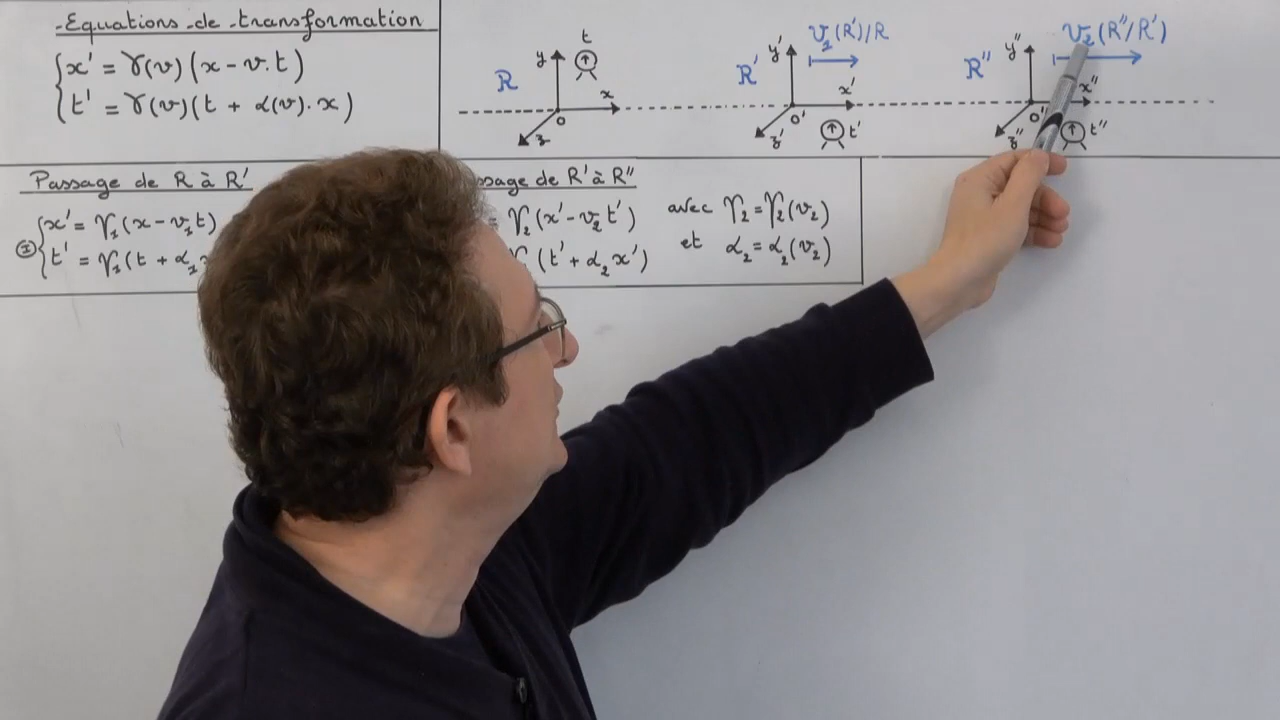 Equations de transformation
x' = γ(v) (x - v.t)
t' = γ(v) (t + α(v). x)
R y t x o z
R' y' v₁(R')/R x' o' z' t'
R'' y'' v₂(R''/R') x'' o' z'' t''
Passage de R à R'
x' = γ₁(x - v₁t)
① t' = γ₁(t + α₁
de R' à R''
= γ₂(x' - v₂t')
(t' + α₂x')
avec γ₂ = γ₂(v₂)
et α₂ = α₂(v₂)